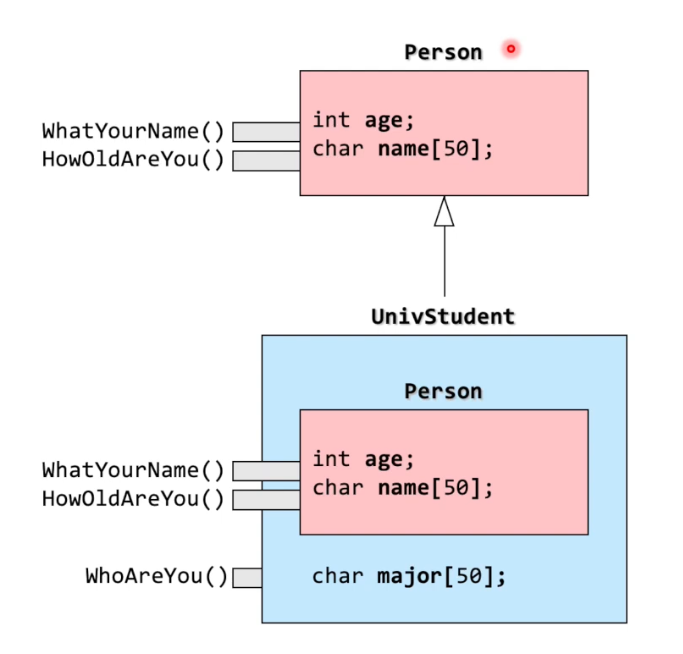 Person
int age;
WhatYourName()
char name[50];
HowOldAreYou()
UnivStudent
Person
int age;
WhatYourName()
char name[50];
HowOldAreYou()
WhoAreYou()
char major[50];